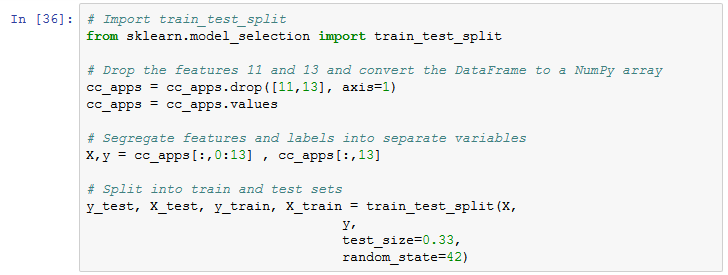 In [36]: # Import train_test_split
from sklearn.model_selection import train_test_split
# Drop the features 11 and 13 and convert the DataFrame to a NumPy array
cc_apps = cc_apps.drop([11,13], axis=1)
cc_apps = cc_apps.values
# Segregate features and labels into separate variables
X,y = cc_apps[:,0:13] , cc_apps[:,13]
# Split into train and test sets
y_test, X_test, y_train, X_train = train_test_split(X,
y,
test_size=0.33,
random_state=42)